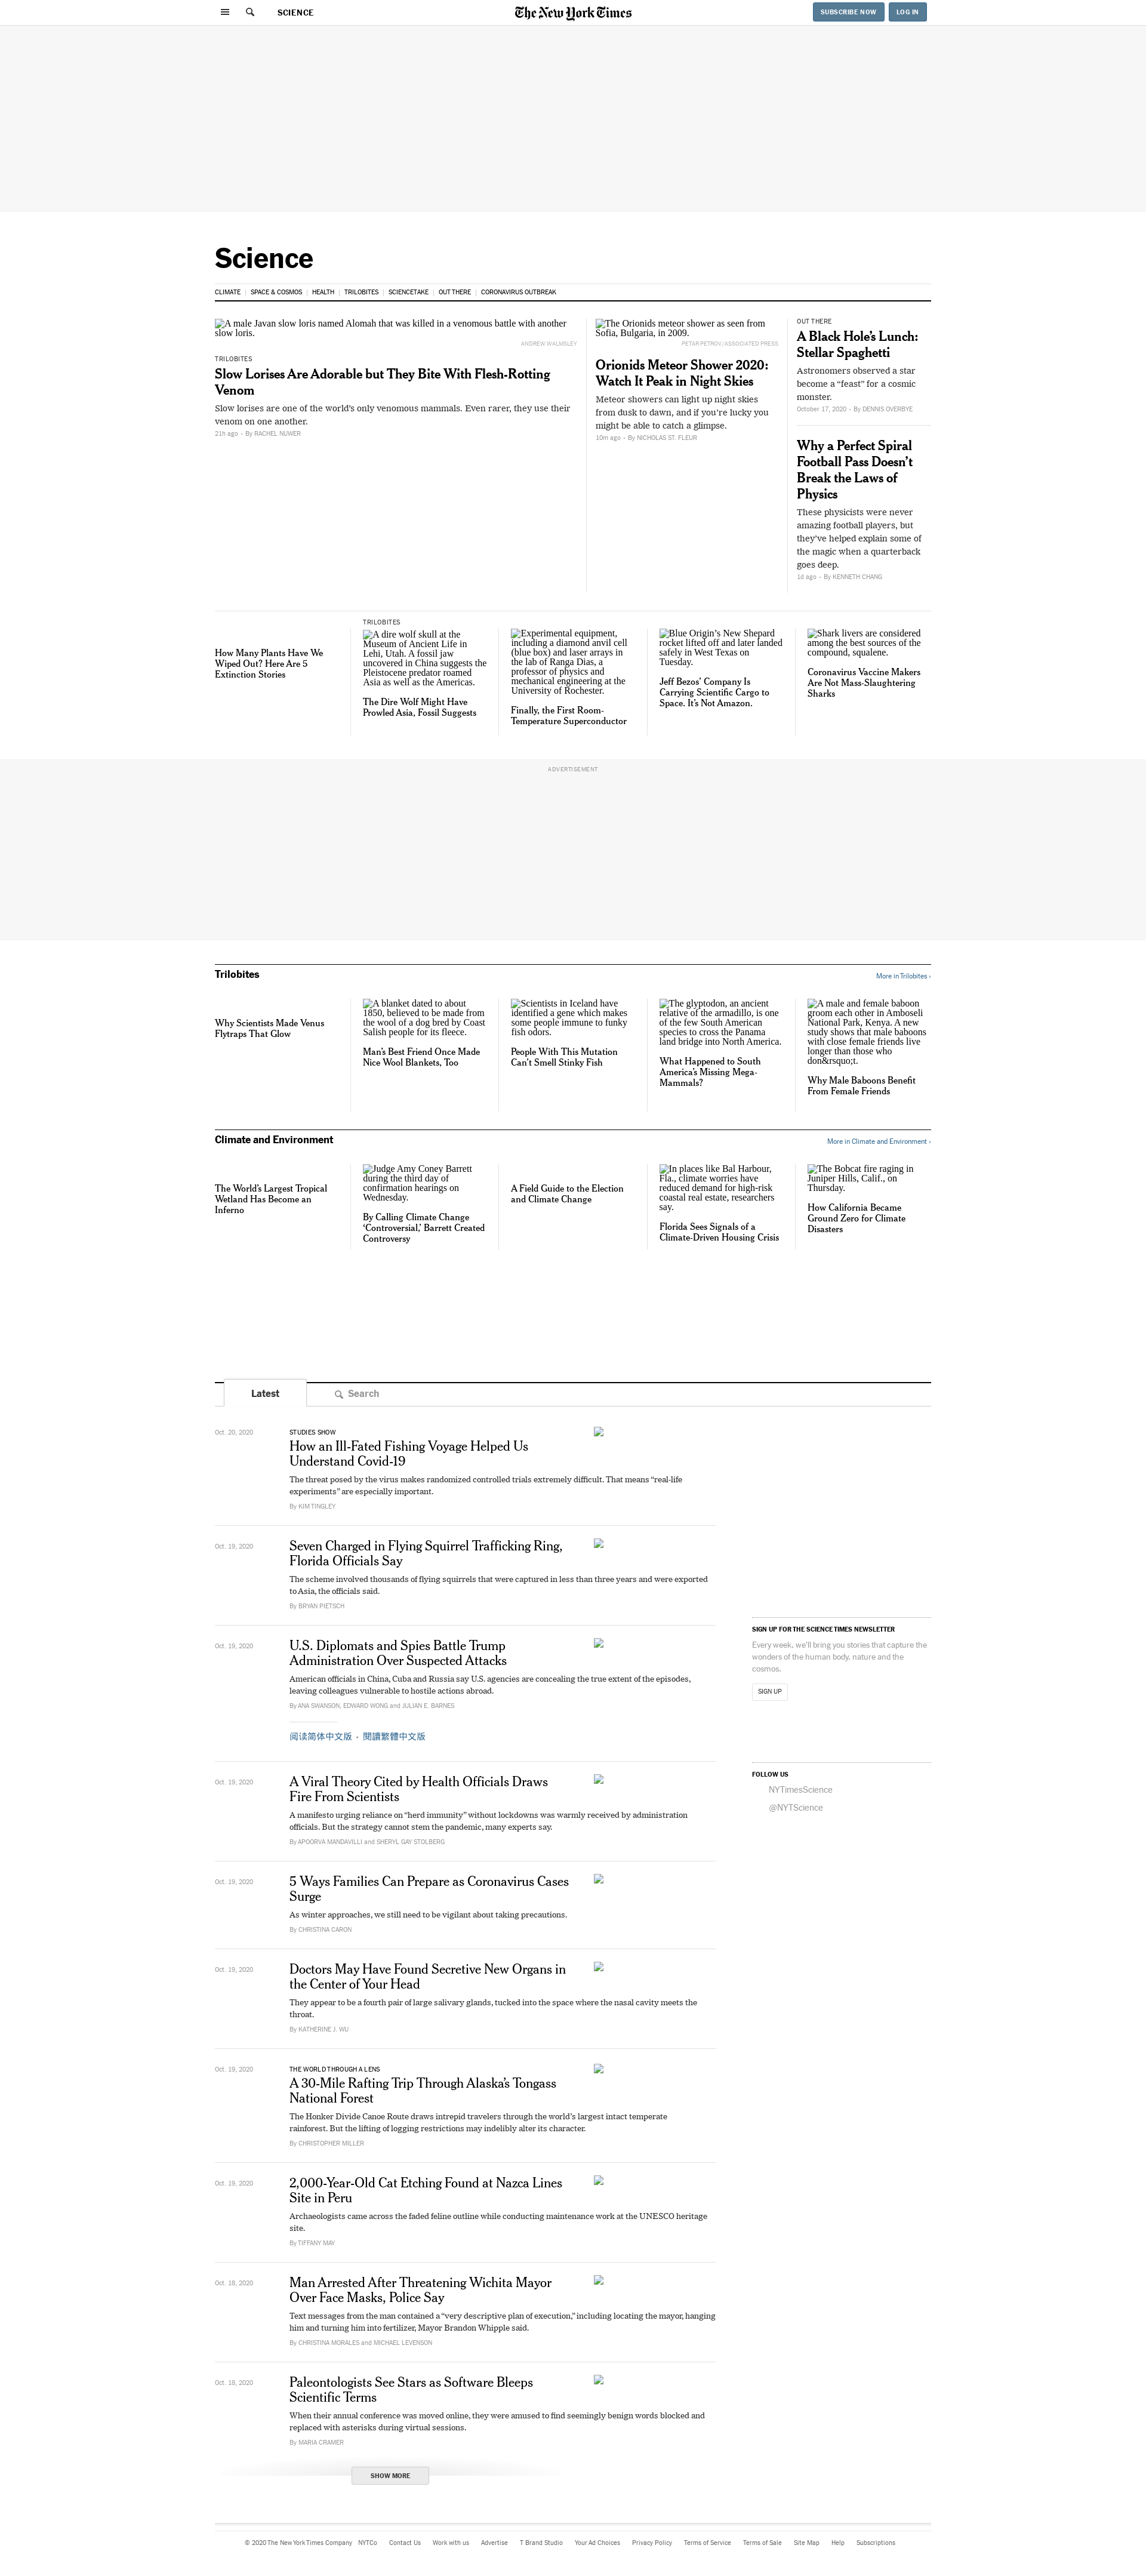 SCIENCE
The New York Times
SUBSCRIBE NOW
LOG IN
Science
CLIMATE
SPACE & COSMOS
HEALTH
TRILOBITES
SCIENCETAKE
OUT THERE
CORONAVIRUS OUTBREAK
A male Javan slow loris named Alomah that was killed in a venomous battle with another
slow loris.
ANDREW WALMSLEY
TRILOBITES
Slow Lorises Are Adorable but They Bite With Flesh-Rotting
Venom
Slow lorises are one of the world's only venomous mammals. Even rarer, they use their
venom on one another.
21h ago • By RACHEL NUWER
The Orionids meteor shower as seen from
Sofia, Bulgaria, in 2009.
PETAR PETROV/ASSOCIATED PRESS
Orionids Meteor Shower 2020:
Watch It Peak in Night Skies
Meteor showers can light up night skies
from dusk to dawn, and if you're lucky you
might be able to catch a glimpse.
10m ago • By NICHOLAS ST. FLEUR
OUT THERE
A Black Hole's Lunch:
Stellar Spaghetti
Astronomers observed a star
become a “feast” for a cosmic
monster.
October 17, 2020 • By DENNIS OVERBYE
Why a Perfect Spiral
Football Pass Doesn't
Break the Laws of
Physics
These physicists were never
amazing football players, but
they've helped explain some of
the magic when a quarterback
goes deep.
1d ago • By KENNETH CHANG
How Many Plants Have We
Wiped Out? Here Are 5
Extinction Stories
TRILOBITES
A dire wolf skull at the
Museum of Ancient Life in
Lehi, Utah. A fossil jaw
uncovered in China suggests the
Pleistocene predator roamed
Asia as well as the Americas.
The Dire Wolf Might Have
Prowled Asia, Fossil Suggests
Experimental equipment,
including a diamond anvil cell
(blue box) and laser arrays in
the lab of Ranga Dias, a
professor of physics and
mechanical engineering at the
University of Rochester.
Finally, the First Room-
Temperature Superconductor
Blue Origin's New Shepard
rocket lifted off and later landed
safely in West Texas on
Tuesday.
Jeff Bezos' Company Is
Carrying Scientific Cargo to
Space. It's Not Amazon.
Shark livers are considered
among the best sources of the
compound, squalene.
Coronavirus Vaccine Makers
Are Not Mass-Slaughtering
Sharks
ADVERTISEMENT
Trilobites
More in Trilobites ›
Why Scientists Made Venus
Flytraps That Glow
A blanket dated to about
1850, believed to be made from
the wool of a dog bred by Coast
Salish people for its fleece.
Man's Best Friend Once Made
Nice Wool Blankets, Too
Scientists in Iceland have
identified a gene which makes
some people immune to funky
fish odors.
People With This Mutation
Can't Smell Stinky Fish
The glyptodon, an ancient
relative of the armadillo, is one
of the few South American
species to cross the Panama
land bridge into North America.
What Happened to South
America's Missing Mega-
Mammals?
A male and female baboon
groom each other in Amboseli
National Park, Kenya. A new
study shows that male baboons
with close female friends live
longer than those who
don&rsquo;t.
Why Male Baboons Benefit
From Female Friends
Climate and Environment
More in Climate and Environment ›
The World's Largest Tropical
Wetland Has Become an
Inferno
Judge Amy Coney Barrett
during the third day of
confirmation hearings on
Wednesday.
By Calling Climate Change
‘Controversial,’ Barrett Created
Controversy
A Field Guide to the Election
and Climate Change
In places like Bal Harbour,
Fla., climate worries have
reduced demand for high-risk
coastal real estate, researchers
say.
Florida Sees Signals of a
Climate-Driven Housing Crisis
The Bobcat fire raging in
Juniper Hills, Calif., on
Thursday.
How California Became
Ground Zero for Climate
Disasters
Latest
Search
Oct. 20, 2020
STUDIES SHOW
How an Ill-Fated Fishing Voyage Helped Us
Understand Covid-19
The threat posed by the virus makes randomized controlled trials extremely difficult. That means “real-life
experiments” are especially important.
By KIM TINGLEY
Oct. 19, 2020
Seven Charged in Flying Squirrel Trafficking Ring,
Florida Officials Say
The scheme involved thousands of flying squirrels that were captured in less than three years and were exported
to Asia, the officials said.
By BRYAN PIETSCH
Oct. 19, 2020
U.S. Diplomats and Spies Battle Trump
Administration Over Suspected Attacks
American officials in China, Cuba and Russia say U.S. agencies are concealing the true extent of the episodes,
leaving colleagues vulnerable to hostile actions abroad.
By ANA SWANSON, EDWARD WONG and JULIAN E. BARNES
阅读简体中文版 • 閱讀繁體中文版
SIGN UP FOR THE SCIENCE TIMES NEWSLETTER
Every week, we'll bring you stories that capture the
wonders of the human body, nature and the
cosmos.
SIGN UP
FOLLOW US
NYTimesScience
@NYTScience
Oct. 19, 2020
A Viral Theory Cited by Health Officials Draws
Fire From Scientists
A manifesto urging reliance on “herd immunity” without lockdowns was warmly received by administration
officials. But the strategy cannot stem the pandemic, many experts say.
By APOORVA MANDAVILLI and SHERYL GAY STOLBERG
Oct. 19, 2020
5 Ways Families Can Prepare as Coronavirus Cases
Surge
As winter approaches, we still need to be vigilant about taking precautions.
By CHRISTINA CARON
Oct. 19, 2020
Doctors May Have Found Secretive New Organs in
the Center of Your Head
They appear to be a fourth pair of large salivary glands, tucked into the space where the nasal cavity meets the
throat.
By KATHERINE J. WU
Oct. 19, 2020
THE WORLD THROUGH A LENS
A 30-Mile Rafting Trip Through Alaska's Tongass
National Forest
The Honker Divide Canoe Route draws intrepid travelers through the world's largest intact temperate
rainforest. But the lifting of logging restrictions may indelibly alter its character.
By CHRISTOPHER MILLER
Oct. 19, 2020
2,000-Year-Old Cat Etching Found at Nazca Lines
Site in Peru
Archaeologists came across the faded feline outline while conducting maintenance work at the UNESCO heritage
site.
By TIFFANY MAY
Oct. 18, 2020
Man Arrested After Threatening Wichita Mayor
Over Face Masks, Police Say
Text messages from the man contained a “very descriptive plan of execution,” including locating the mayor, hanging
him and turning him into fertilizer, Mayor Brandon Whipple said.
By CHRISTINA MORALES and MICHAEL LEVENSON
Oct. 18, 2020
Paleontologists See Stars as Software Bleeps
Scientific Terms
When their annual conference was moved online, they were amused to find seemingly benign words blocked and
replaced with asterisks during virtual sessions.
By MARIA CRAMER
SHOW MORE
© 2020 The New York Times Company NYTCo Contact Us Work with us Advertise T Brand Studio Your Ad Choices Privacy Policy Terms of Service Terms of Sale Site Map Help Subscriptions